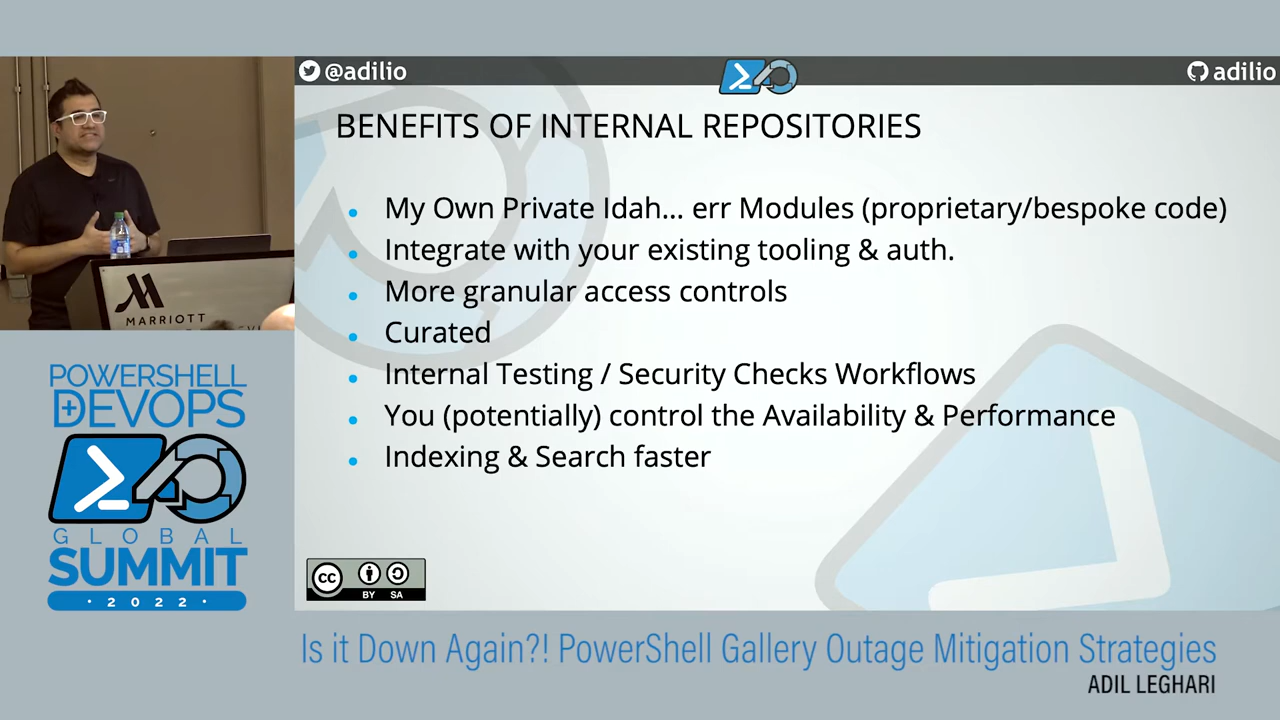 @adilio
adilio
BENEFITS OF INTERNAL REPOSITORIES
• My Own Private Idah... err Modules (proprietary/bespoke code)
• Integrate with your existing tooling & auth.
• More granular access controls
• Curated
• Internal Testing / Security Checks Workflows
• You (potentially) control the Availability & Performance
• Indexing & Search faster
MARRIOTT
POWERSHELL
DEVOPS
GLOBAL
SUMMIT
· 2022 ·
CC BY SA
Is it Down Again?! PowerShell Gallery Outage Mitigation Strategies
ADIL LEGHARI